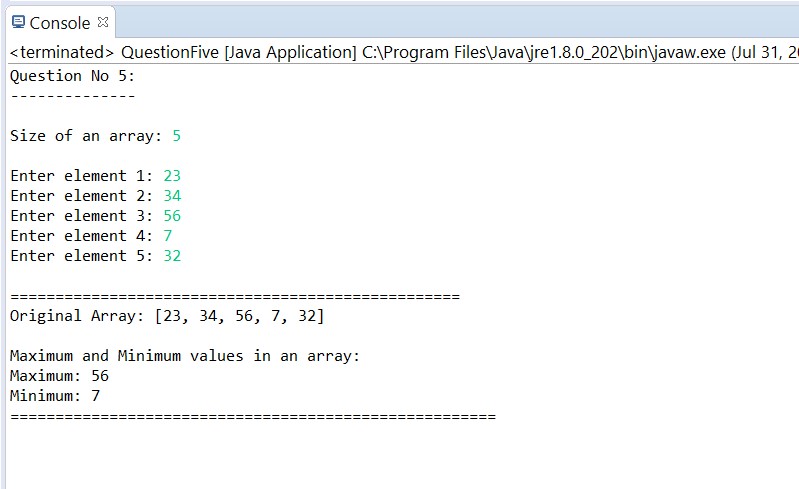 Console
<terminated> QuestionFive [Java Application] C:\Program Files\Java\jre1.8.0_202\bin\javaw.exe (Jul 31, 20
Question No 5:
--------------
Size of an array: 5
Enter element 1: 23
Enter element 2: 34
Enter element 3: 56
Enter element 4: 7
Enter element 5: 32
==================================================
Original Array: [23, 34, 56, 7, 32]
Maximum and Minimum values in an array:
Maximum: 56
Minimum: 7
======================================================